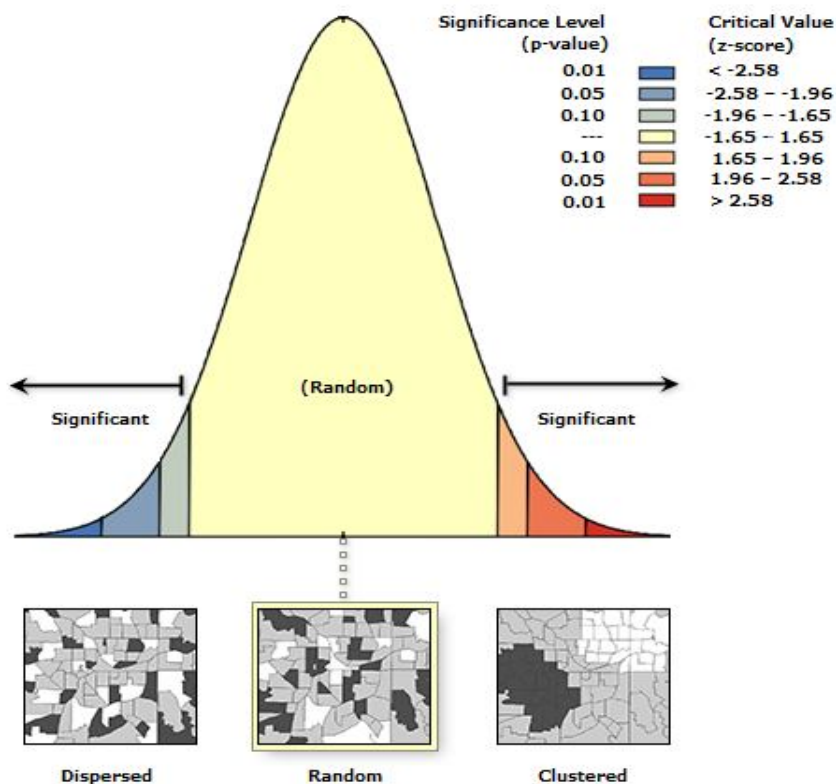 Significance Level Critical Value
(p-value) (z-score)
0.01 < -2.58
0.05 -2.58 – -1.96
0.10 -1.96 – -1.65
--- -1.65 – 1.65
0.10 1.65 – 1.96
0.05 1.96 – 2.58
0.01 > 2.58
(Random)
Significant Significant
Dispersed Random Clustered